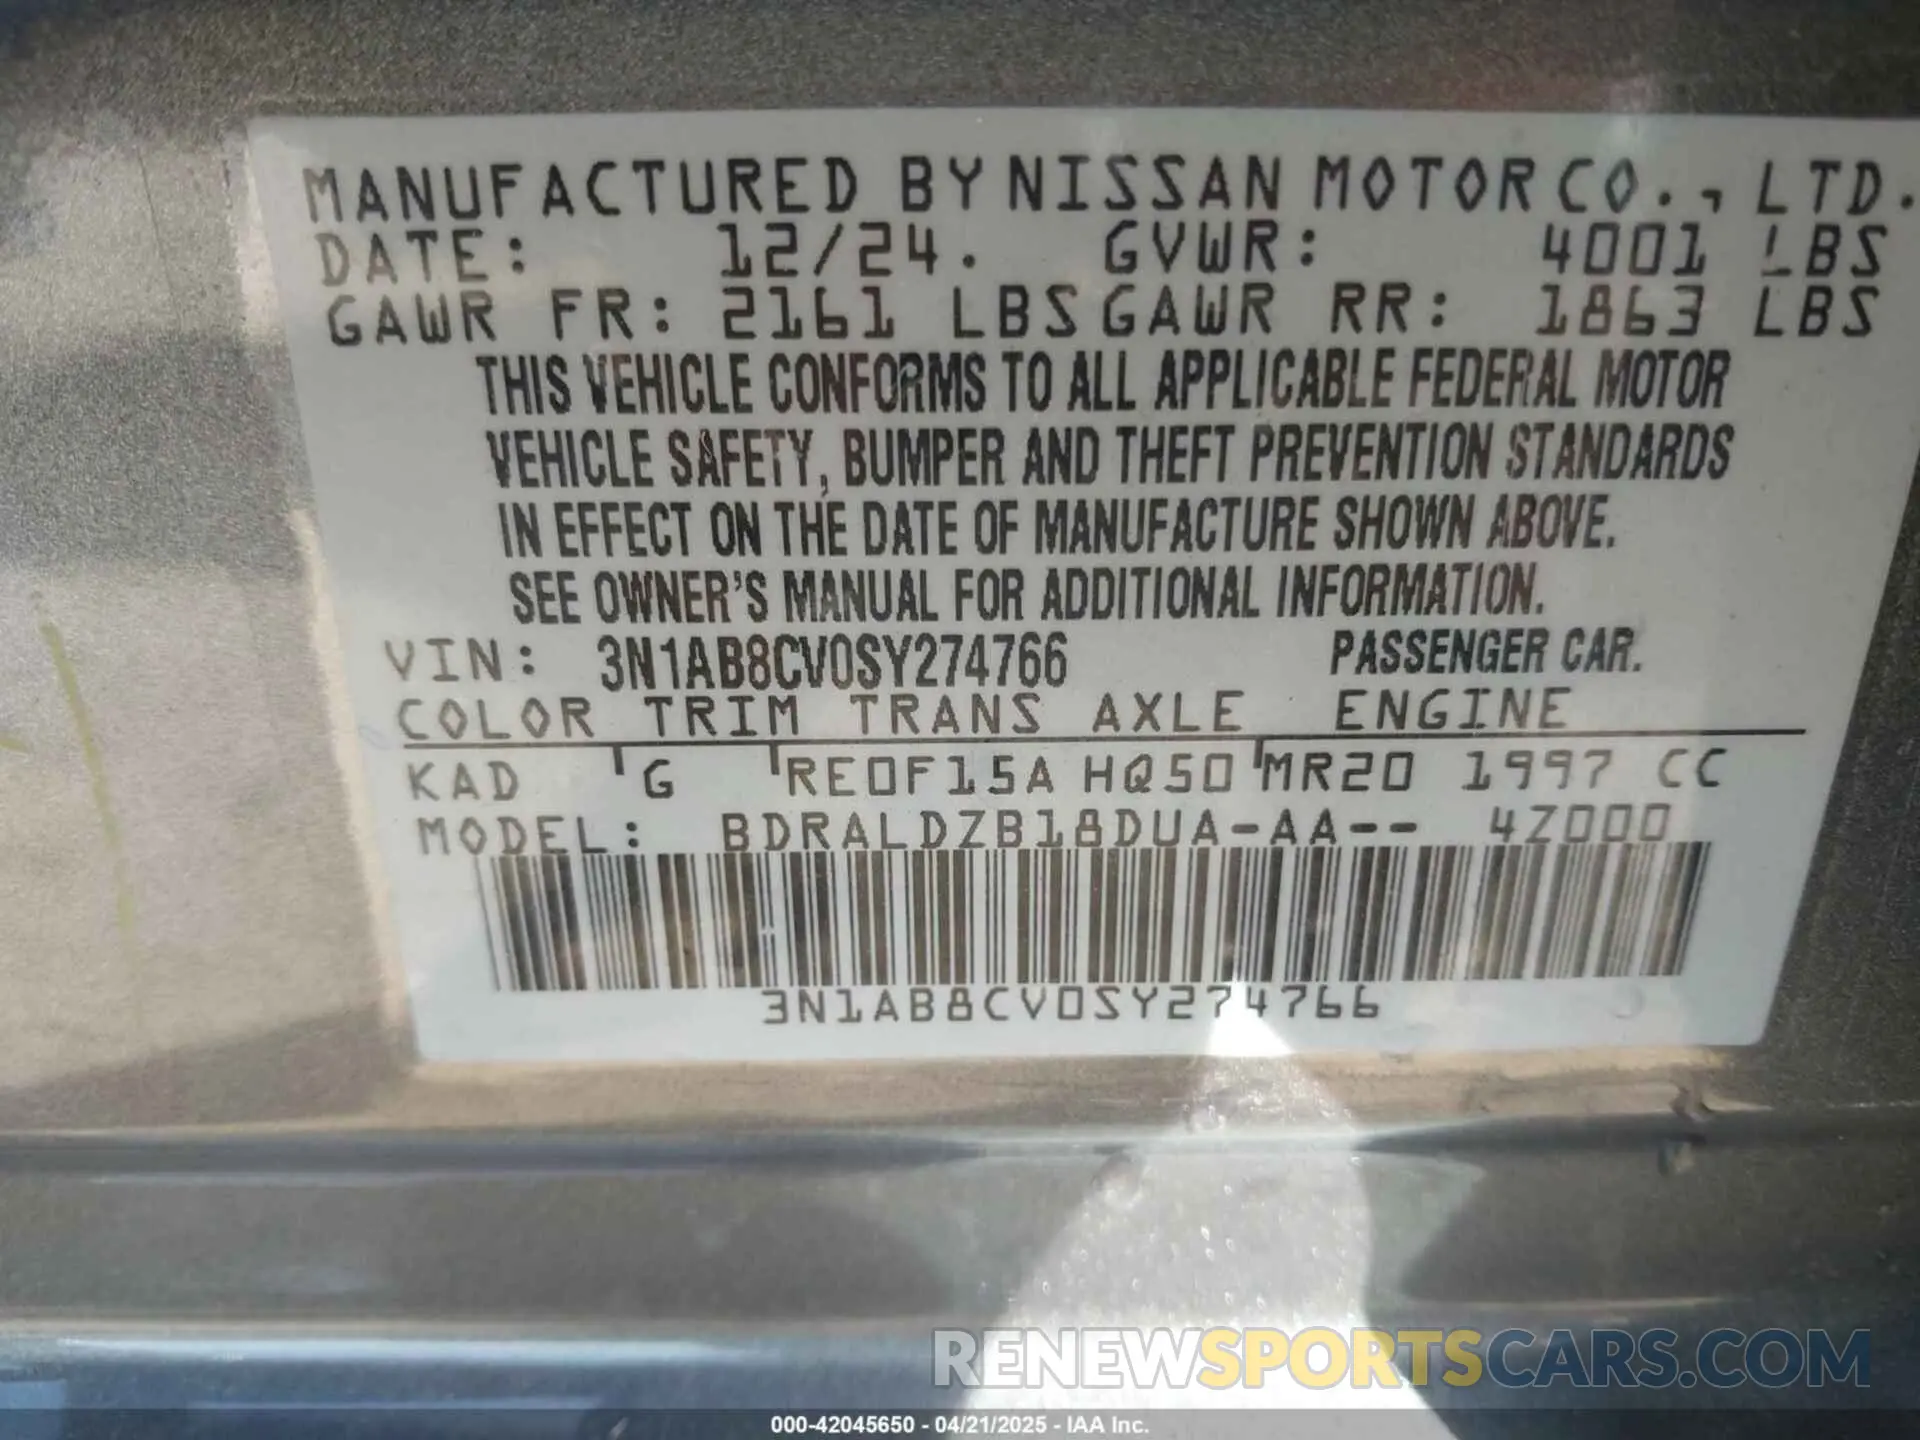 MANUFACTURED BY NISSAN MOTOR CO., LTD.
DATE: 12/24. GVWR: 4001 LBS
GAWR FR: 2161 LBS GAWR RR: 1863 LBS
THIS VEHICLE CONFORMS TO ALL APPLICABLE FEDERAL MOTOR
VEHICLE SAFETY, BUMPER AND THEFT PREVENTION STANDARDS
IN EFFECT ON THE DATE OF MANUFACTURE SHOWN ABOVE.
SEE OWNER'S MANUAL FOR ADDITIONAL INFORMATION.
VIN: 3N1AB8CV0SY274766 PASSENGER CAR.
COLOR TRIM TRANS AXLE ENGINE
KAD G RE0F15A HQ50 MR20 1997 CC
MODEL: BDRALDZB18DUA-AA-- 4Z000
3N1AB8CV0SY274766
RENEWSPORTSCARS.COM
000-42045650 - 04/21/2025 - IAA Inc.